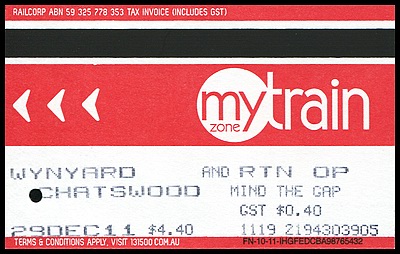 RAILCORP ABN 59 325 778 353 TAX INVOICE (INCLUDES GST)
my train
zone
WYNYARD AND RTN OP
CHATSWOOD MIND THE GAP
GST $0.40
29DEC11 $4.40 1119 2194303905
TERMS & CONDITIONS APPLY. VISIT 131500.COM.AU FN-10-11-IHGFEDCBA98765432